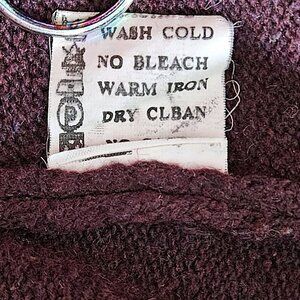 WASH COLD
NO BLEACH
WARM IRON
DRY CLEAN